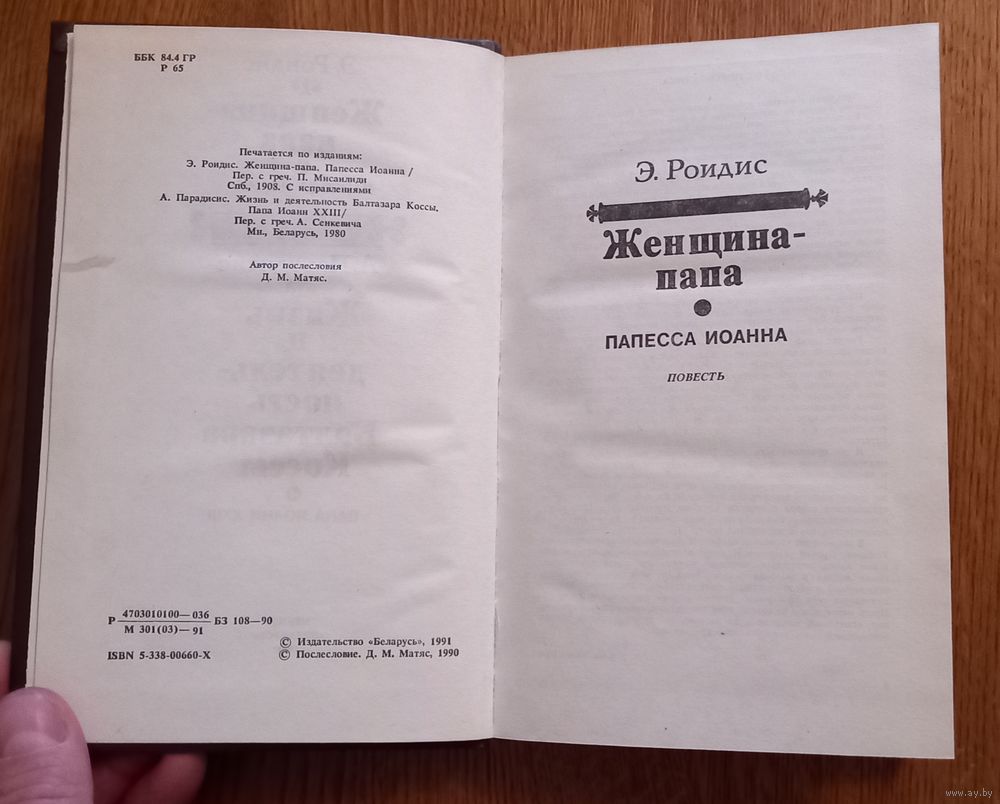 ББК 84.4 ГР
Р 65
Печатается по изданиям:
Э. Роидис. Женщина-папа. Папесса Иоанна /
Пер. с греч. П. Мисаилиди
Спб., 1908. С исправлениями
А. Парадисис. Жизнь и деятельность Балтазара Коссы.
Папа Иоанн XXIII/
Пер. с греч. А. Сенкевича
Мн., Беларусь, 1980
Автор послесловия
Д. М. Матяс.
Р 4703010100—036 БЗ 108—90
М 301(03)—91
© Издательство «Беларусь», 1991
ISBN 5-338-00660-X © Послесловие. Д. М. Матяс, 1990
Э. Роидис
Женщина-
папа
ПАПЕССА ИОАННА
ПОВЕСТЬ
www.ay.by